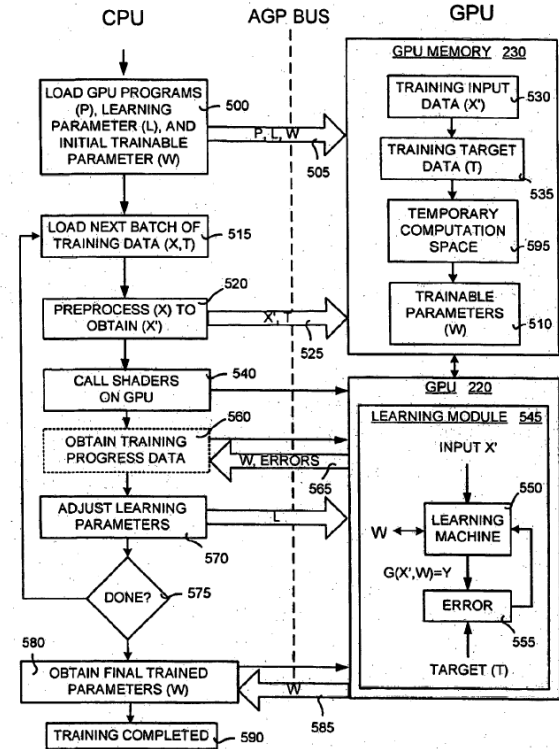 CPU
AGP BUS
GPU
LOAD GPU PROGRAMS
(P), LEARNING
PARAMETER (L), AND
INITIAL TRAINABLE
PARAMETER (W)
500
P, L, W
505
LOAD NEXT BATCH OF
TRAINING DATA (X,T)
515
PREPROCESS (X) TO
OBTAIN (X')
520
X', T
525
CALL SHADERS
ON GPU
540
OBTAIN TRAINING
PROGRESS DATA
560
W, ERRORS
565
ADJUST LEARNING
PARAMETERS
570
L
DONE?
575
580
OBTAIN FINAL TRAINED
PARAMETERS (W)
W
585
TRAINING COMPLETED
590
GPU MEMORY 230
TRAINING INPUT
DATA (X')
530
TRAINING TARGET
DATA (T)
535
TEMPORARY
COMPUTATION
SPACE
595
TRAINABLE
PARAMETERS
(W)
510
GPU 220
LEARNING MODULE 545
INPUT X'
550
W
LEARNING
MACHINE
G(X',W)=Y
ERROR
555
TARGET (T)